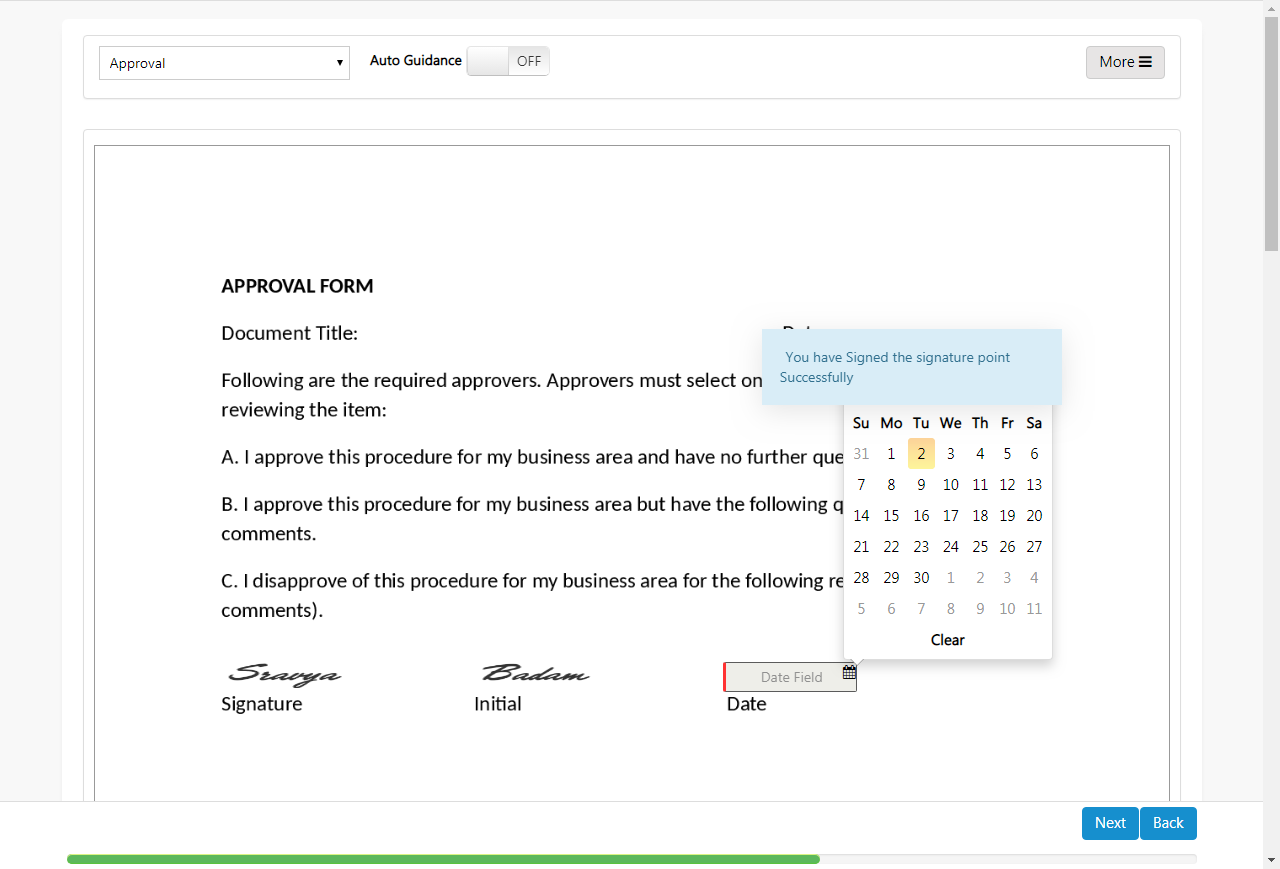 Approval
Auto Guidance
OFF
More
APPROVAL FORM
Document Title:
You have Signed the signature point
Successfully
Following are the required approvers. Approvers must select on
reviewing the item:
A. I approve this procedure for my business area and have no further que
B. I approve this procedure for my business area but have the following q
comments.
C. I disapprove of this procedure for my business area for the following re
comments).
Su Mo Tu We Th Fr Sa
31 1 2 3 4 5 6
7 8 9 10 11 12 13
14 15 16 17 18 19 20
21 22 23 24 25 26 27
28 29 30 1 2 3 4
5 6 7 8 9 10 11
Clear
Sravya
Badam
Date Field
Signature
Initial
Date
Next
Back